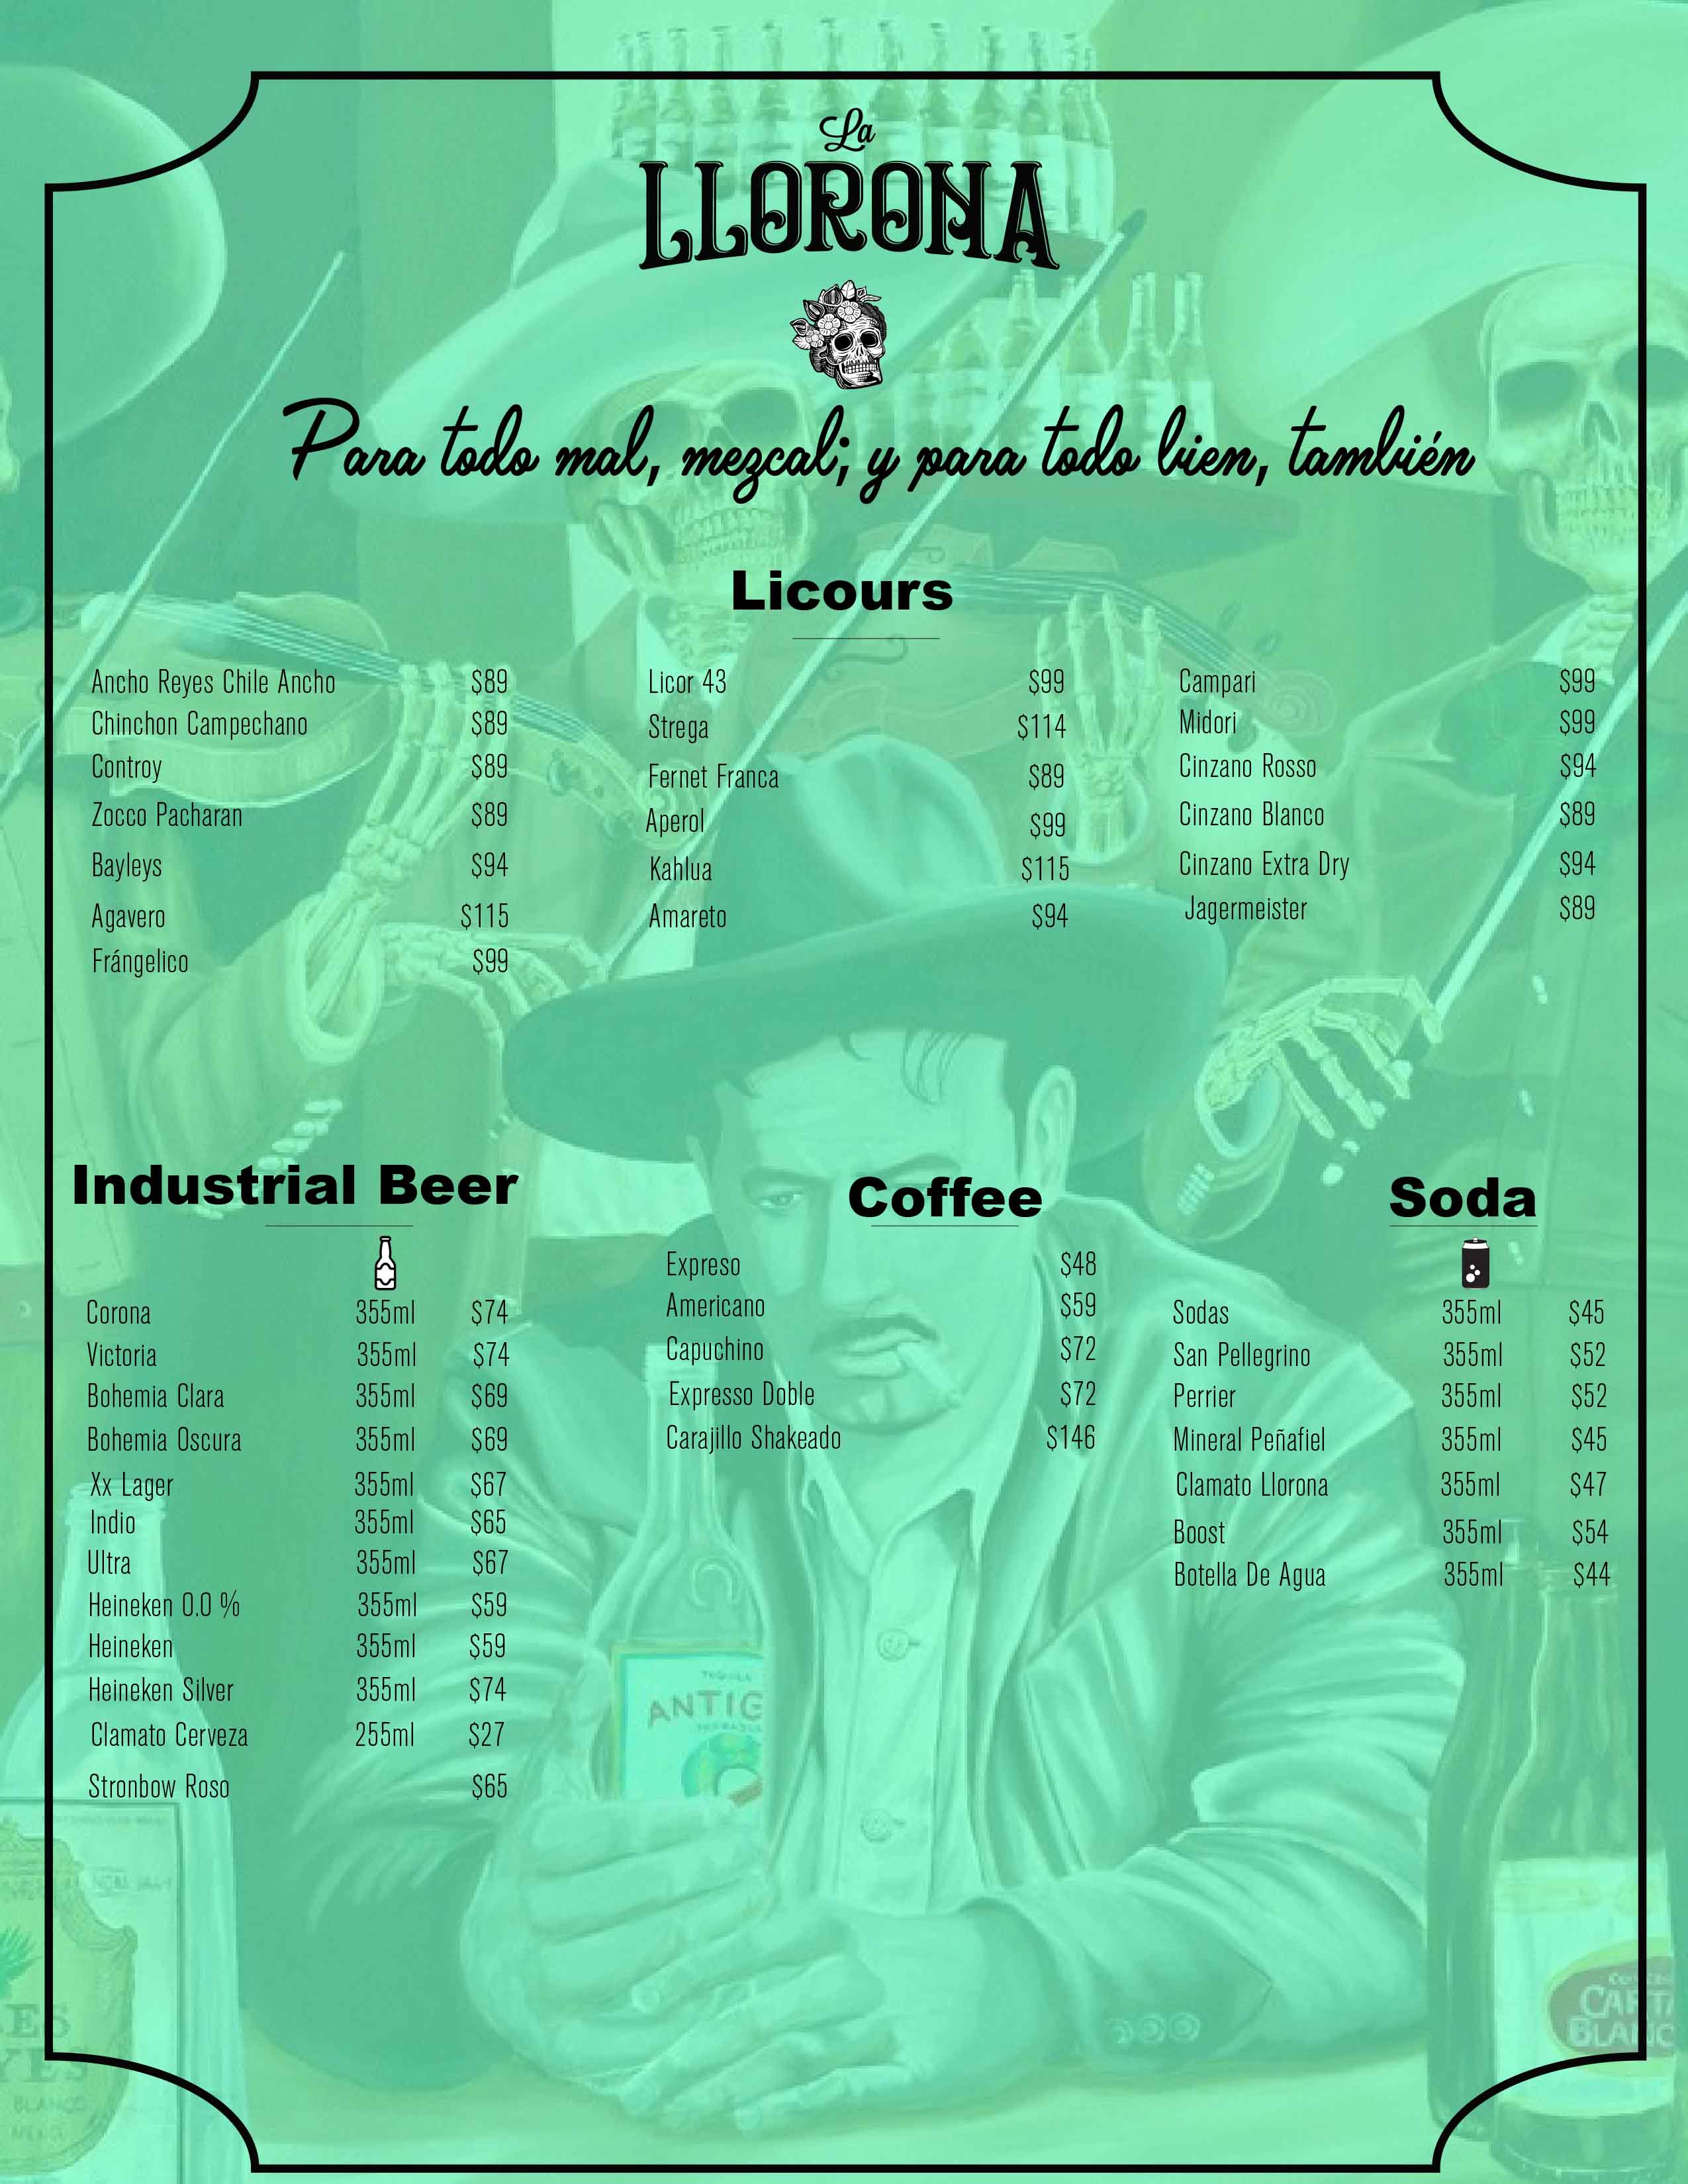 La
LLORONA
Para todo mal, mezcal; y para todo bien, también
Licours
Ancho Reyes Chile Ancho $89
Chinchon Campechano $89
Controy $89
Zocco Pacharan $89
Bayleys $94
Agavero $115
Frángelico $99
Licor 43 $99
Strega $114
Fernet Franca $89
Aperol $99
Kahlua $115
Amareto $94
Campari $99
Midori $99
Cinzano Rosso $94
Cinzano Blanco $89
Cinzano Extra Dry $94
Jagermeister $89
Industrial Beer
Corona 355ml $74
Victoria 355ml $74
Bohemia Clara 355ml $69
Bohemia Oscura 355ml $69
Xx Lager 355ml $67
Indio 355ml $65
Ultra 355ml $67
Heineken 0.0 % 355ml $59
Heineken 355ml $59
Heineken Silver 355ml $74
Clamato Cerveza 255ml $27
Stronbow Roso $65
Coffee
Expreso $48
Americano $59
Capuchino $72
Expresso Doble $72
Carajillo Shakeado $146
Soda
Sodas 355ml $45
San Pellegrino 355ml $52
Perrier 355ml $52
Mineral Peñafiel 355ml $45
Clamato Llorona 355ml $47
Boost 355ml $54
Botella De Agua 355ml $44
TEQUILA
ANTIG
CARTA
BLANC
BLANCO